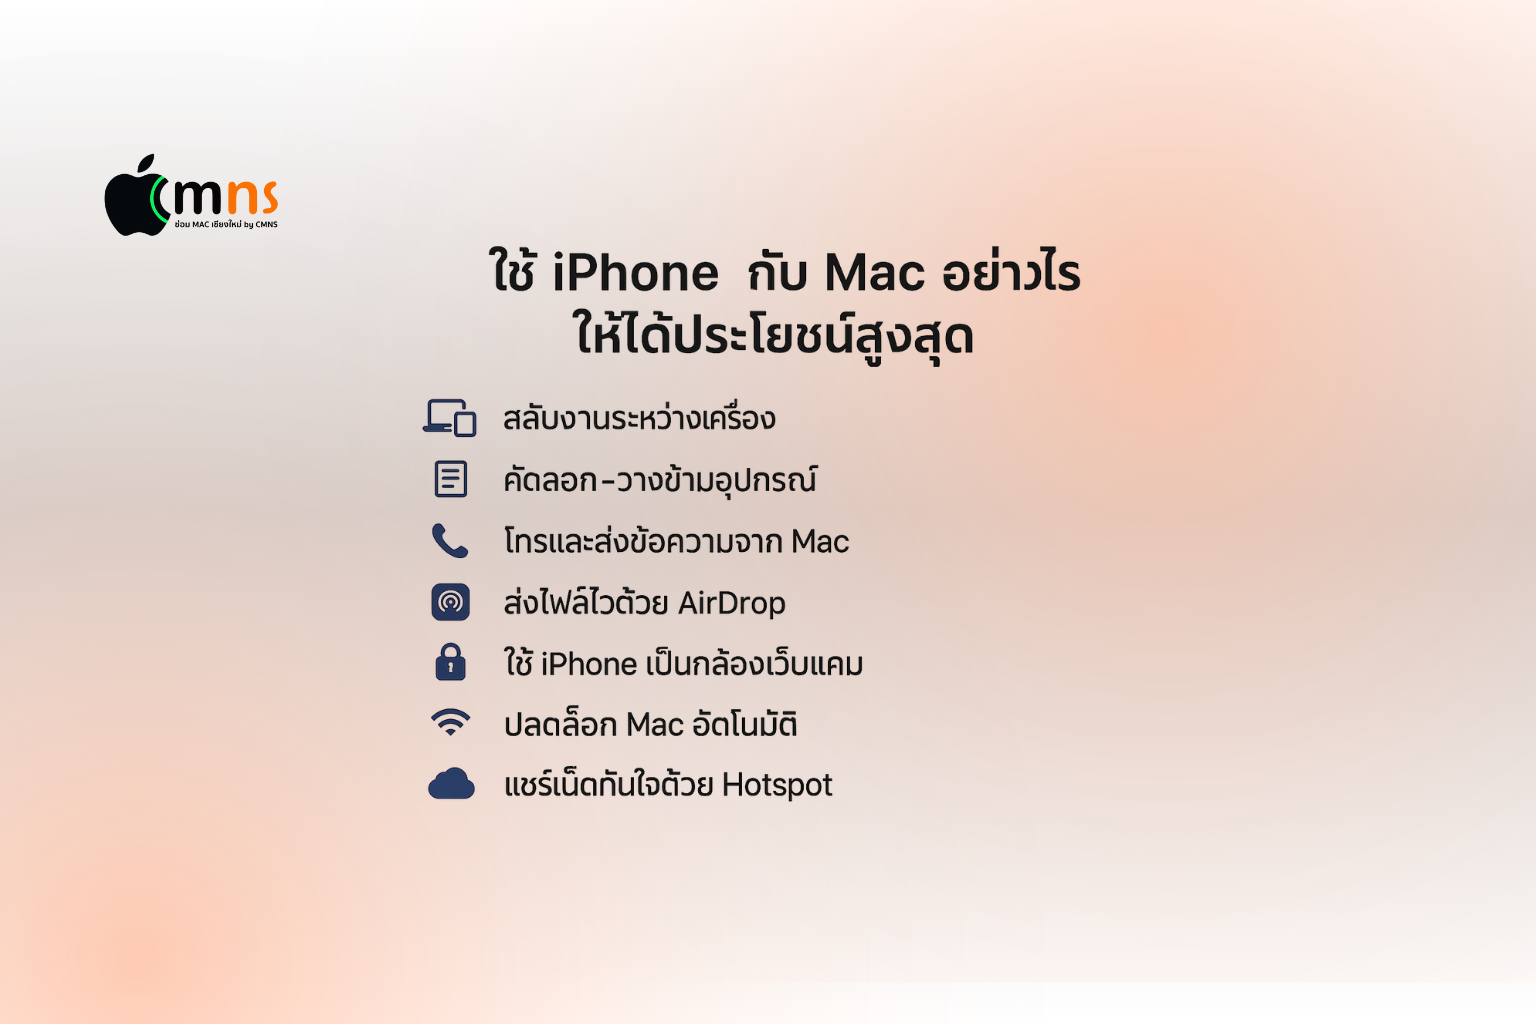 cmns
ซ่อม MAC เชียงใหม่ by CMNS
ใช้ iPhone กับ Mac อย่างไร
ให้ได้ประโยชน์สูงสุด
สลับงานระหว่างเครื่อง
คัดลอก-วางข้ามอุปกรณ์
โทรและส่งข้อความจาก Mac
ส่งไฟล์ไวด้วย AirDrop
ใช้ iPhone เป็นกล้องเว็บแคม
ปลดล็อก Mac อัตโนมัติ
แชร์เน็ตทันใจด้วย Hotspot